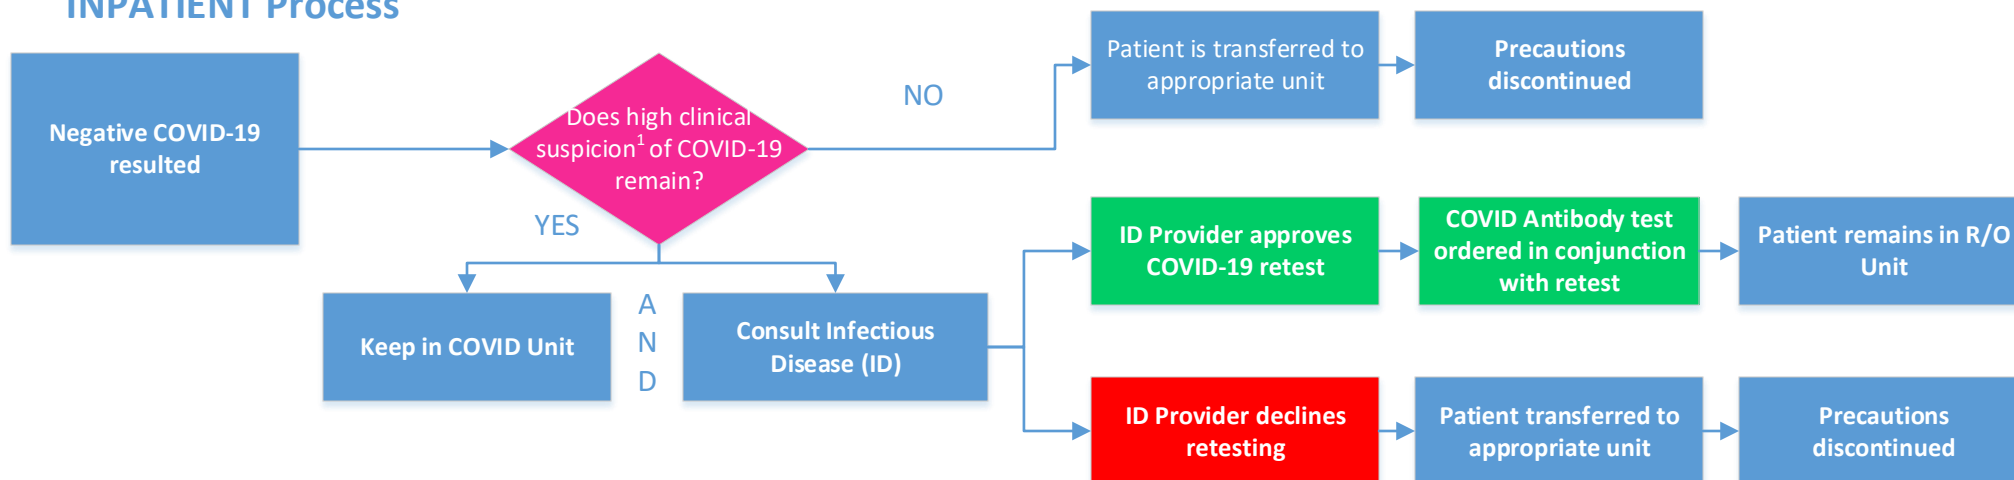 INPATIENT Process
Negative COVID-19
resulted
Does high clinical
suspicion1 of COVID-19
remain?
NO
Patient is transferred to
appropriate unit
Precautions
discontinued
YES
Keep in COVID Unit
A
N
D
Consult Infectious
Disease (ID)
ID Provider approves
COVID-19 retest
COVID Antibody test
ordered in conjunction
with retest
Patient remains in R/O
Unit
ID Provider declines
retesting
Patient transferred to
appropriate unit
Precautions
discontinued